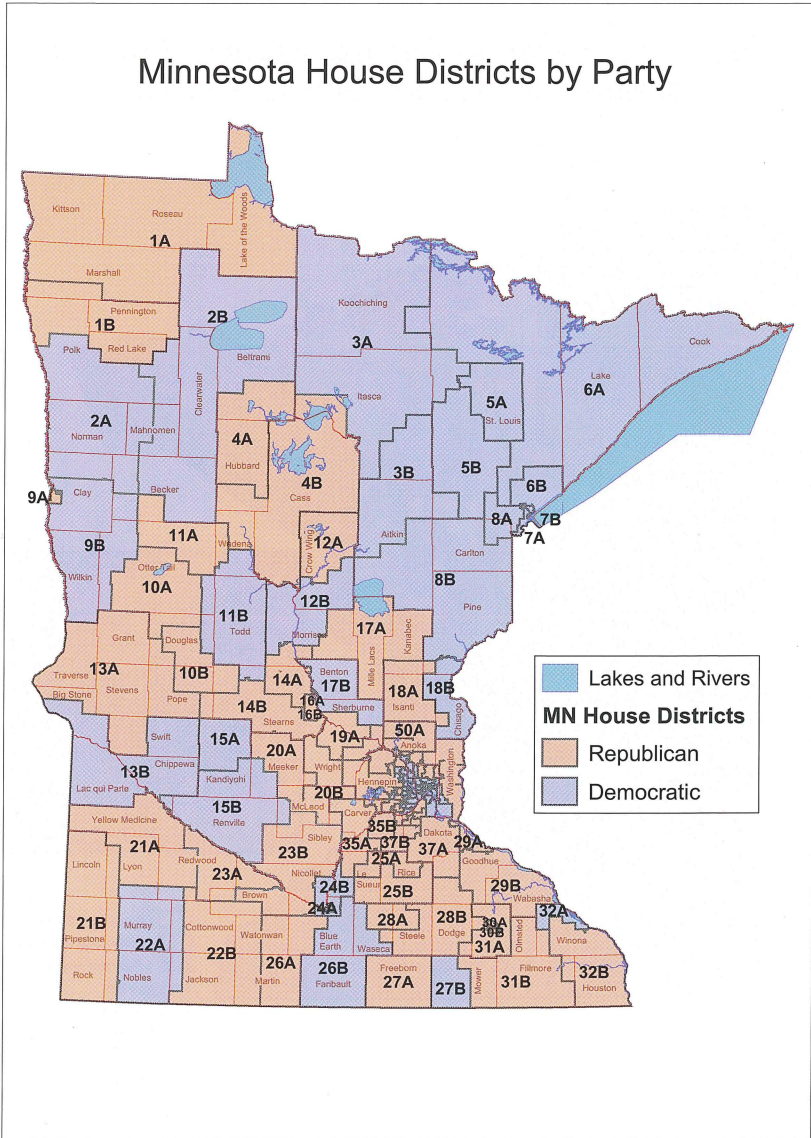 Minnesota House Districts by Party
Kittson
Roseau
Lake of the Woods
1A
Marshall
Koochiching
Pennington
2B
1B
3A
Cook
Red Lake
Polk
Beltrami
Lake
6A
Clearwater
Itasca
5A
St. Louis
2A
Mahnomen
Norman
4A
Hubbard
3B
5B
4B
6B
Cass
Clay
Becker
9A
8A
7B
11A
Aitkin
7A
9B
Wadena
Crow Wing
12A
Carlton
Otter Tail
Wilkin
10A
8B
12B
Pine
11B
Todd
Morrison
17A
Kanabec
Grant
Douglas
Mille Lacs
13A
10B
Traverse
14A
Benton
Lakes and Rivers
Big Stone
Stevens
Pope
17B
18A
18B
16A
14B
16B
Sherburne
Isanti
Chisago
MN House Districts
Stearns
19A
50A
Swift
15A
20A
Anoka
Republican
Chippewa
Meeker
Wright
Washington
13B
Kandiyohi
Hennepin
Lac qui Parle
20B
Democratic
15B
McLeod
Carver
Renville
Yellow Medicine
35B
Sibley
Dakota
21A
23B
35A
37B
37A
29A
Lyon
Redwood
25A
Goodhue
Lincoln
23A
Nicollet
Le
Rice
24B
Sueur
25B
29B
Brown
Wabasha
24A
Cottonwood
28A
28B
30A
32A
21B
Murray
Watonwan
Blue
Earth
30B
Pipestone
22A
Steele
Dodge
31A
Olmsted
Winona
22B
Waseca
26A
26B
Freeborn
Fillmore
32B
Rock
Nobles
Jackson
Martin
Faribault
27A
27B
Mower
31B
Houston